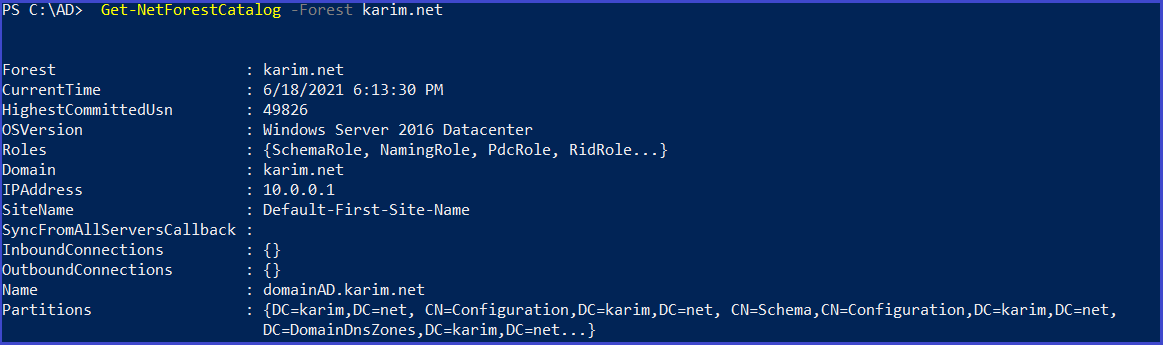 PS C:\AD>  Get-NetForestCatalog -Forest karim.net
Forest                     : karim.net
CurrentTime                : 6/18/2021 6:13:30 PM
HighestCommittedUsn        : 49826
OSVersion                  : Windows Server 2016 Datacenter
Roles                      : {SchemaRole, NamingRole, PdcRole, RidRole...}
Domain                     : karim.net
IPAddress                  : 10.0.0.1
SiteName                   : Default-First-Site-Name
SyncFromAllServersCallback :
InboundConnections         : {}
OutboundConnections        : {}
Name                       : domainAD.karim.net
Partitions                 : {DC=karim,DC=net, CN=Configuration,DC=karim,DC=net, CN=Schema,CN=Configuration,DC=karim,DC=net,
                             DC=DomainDnsZones,DC=karim,DC=net...}